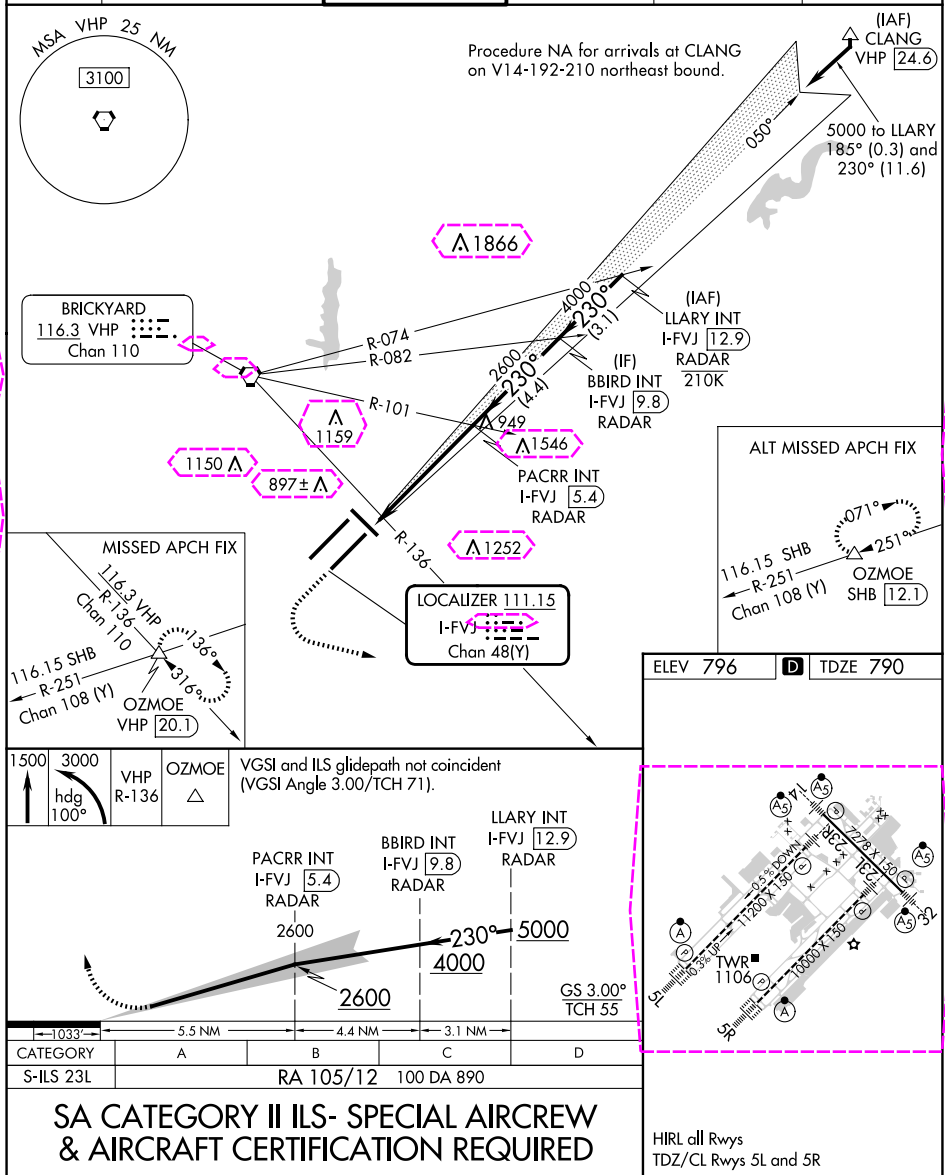 MSA VHP 25 NM
3100
Procedure NA for arrivals at CLANG
on V14-192-210 northeast bound.
(IAF)
CLANG
VHP 24.6
050°
5000 to LLARY
185° (0.3) and
230° (11.6)
1866
BRICKYARD
116.3 VHP
Chan 110
R-074
R-082
R-101
4000
230°
(3.1)
2600
230°
(4.4)
(IAF)
LLARY INT
I-FVJ 12.9
RADAR
210K
(IF)
BBIRD INT
I-FVJ 9.8
RADAR
949
1546
PACRR INT
I-FVJ 5.4
RADAR
1159
1150
897±
1252
R-136
LOCALIZER 111.15
I-FVJ
Chan 48(Y)
MISSED APCH FIX
116.3 VHP
R-136
Chan 110
136°
316°
116.15 SHB
R-251
Chan 108 (Y)
OZMOE
VHP 20.1
ALT MISSED APCH FIX
071°
251°
116.15 SHB
R-251
Chan 108 (Y)
OZMOE
SHB 12.1
ELEV 796 D TDZE 790
1500
3000
hdg
100°
VHP
R-136
OZMOE
VGSI and ILS glidepath not coincident
(VGSI Angle 3.00/TCH 71).
LLARY INT
I-FVJ 12.9
RADAR
BBIRD INT
I-FVJ 9.8
RADAR
PACRR INT
I-FVJ 5.4
RADAR
2600
230°
5000
4000
2600
GS 3.00°
TCH 55
1033'
5.5 NM
4.4 NM
3.1 NM
CATEGORY A B C D
S-ILS 23L RA 105/12 100 DA 890
SA CATEGORY II ILS- SPECIAL AIRCREW
& AIRCRAFT CERTIFICATION REQUIRED
A5
A5
14
P
23R
7278 X 150
A5
0.5% DOWN
11200 X 150
P
23L
P
P
32
A5
A
P
0.3% UP
TWR
1106
10000 X 150
5L
P
A
5R
HIRL all Rwys
TDZ/CL Rwys 5L and 5R